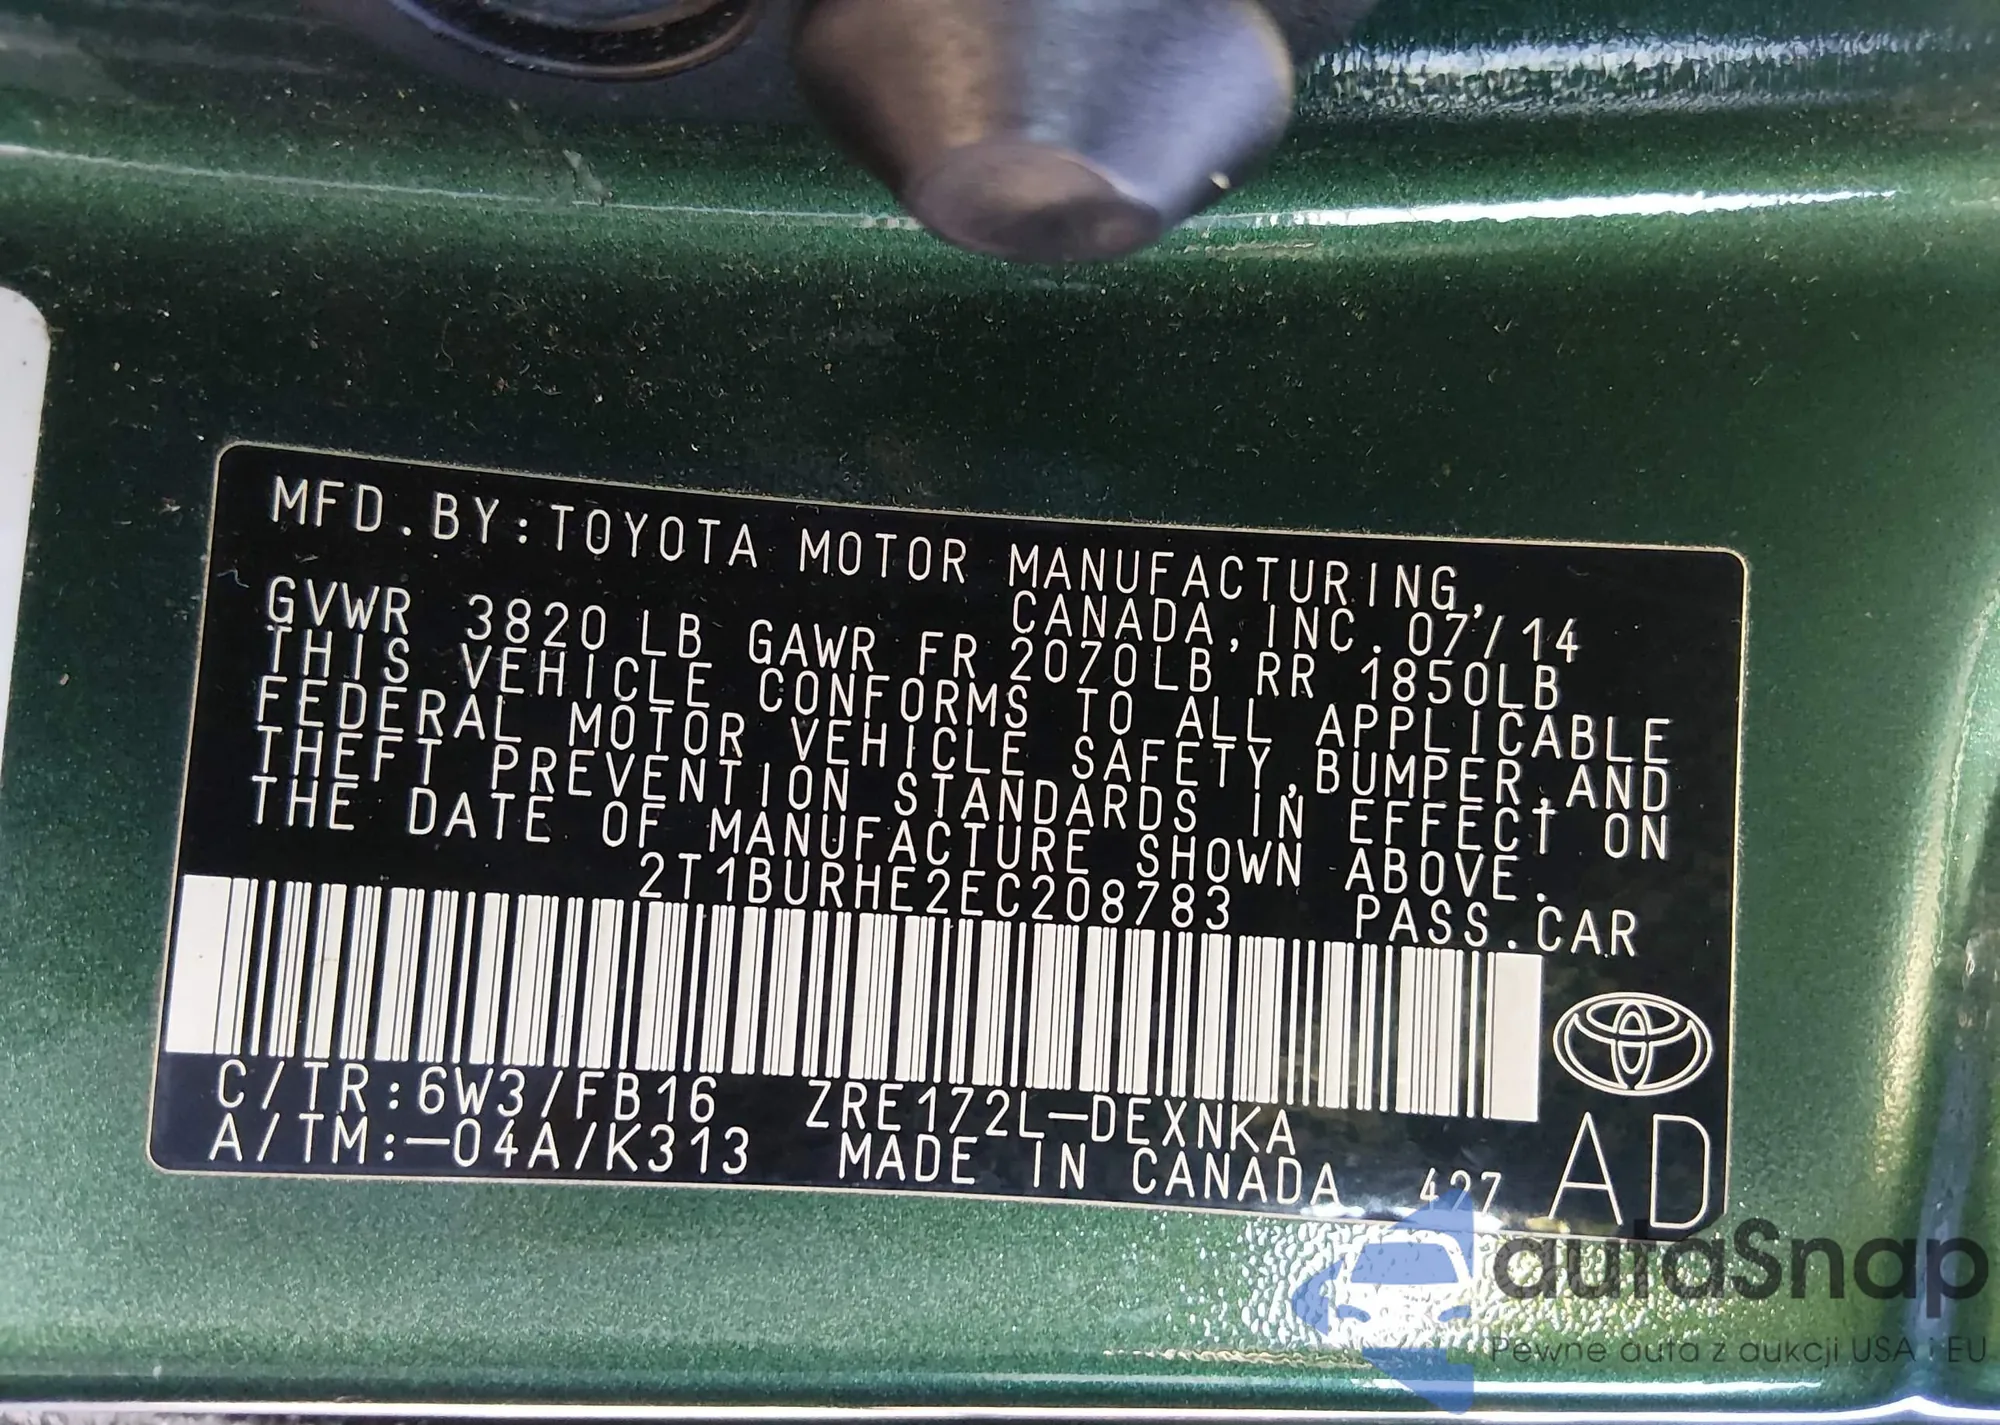 MFD.BY:TOYOTA MOTOR MANUFACTURING,
CANADA,INC.07/14
GVWR 3820 LB GAWR FR 2070LB RR 1850LB
THIS VEHICLE CONFORMS TO ALL APPLICABLE
FEDERAL MOTOR VEHICLE SAFETY,BUMPER,AND
THEFT PREVENTION STANDARDS IN EFFECT ON
THE DATE OF MANUFACTURE SHOWN ABOVE.
2T1BURHE2EC208783 PASS.CAR
C/TR:6W3/FB16 ZRE172L-DEXNKA
A/TM:-04A/K313 MADE IN CANADA 427
AD
autaSnap
Pewne auta z aukcji USA i EU